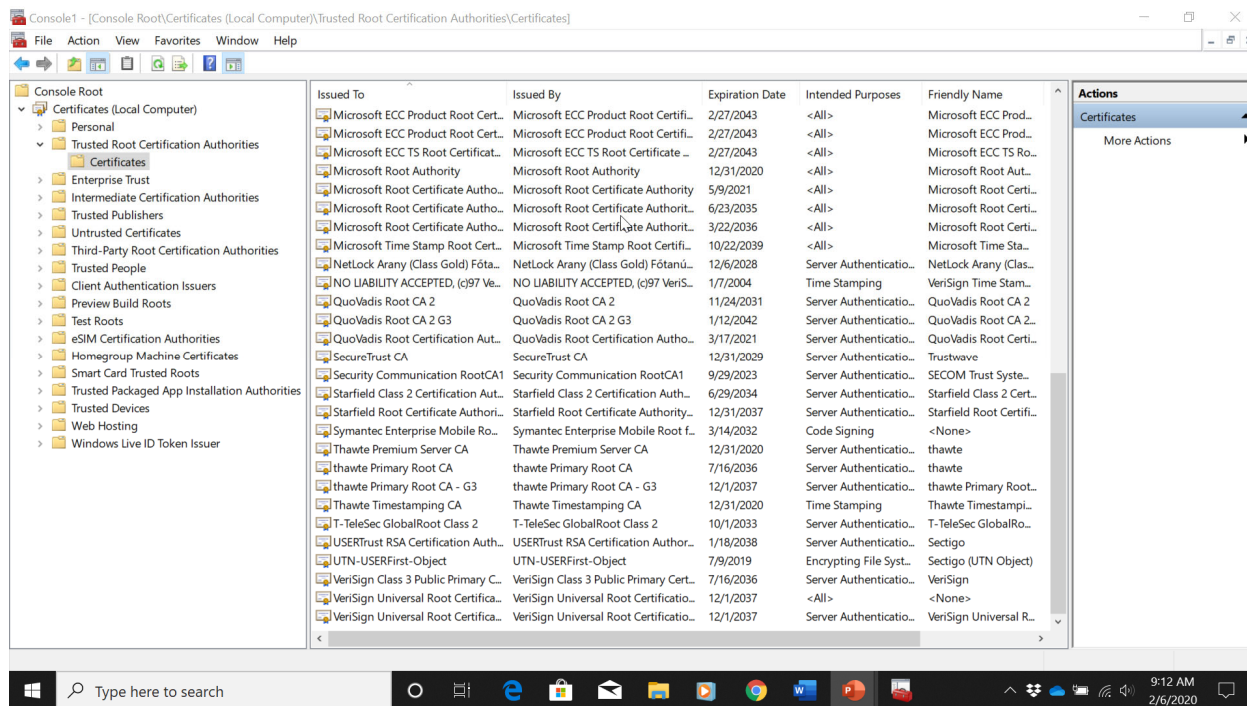 Console1 - [Console Root\Certificates (Local Computer)\Trusted Root Certification Authorities\Certificates]
File Action View Favorites Window Help
Console Root
Certificates (Local Computer)
Personal
Trusted Root Certification Authorities
Certificates
Enterprise Trust
Intermediate Certification Authorities
Trusted Publishers
Untrusted Certificates
Third-Party Root Certification Authorities
Trusted People
Client Authentication Issuers
Preview Build Roots
Test Roots
eSIM Certification Authorities
Homegroup Machine Certificates
Smart Card Trusted Roots
Trusted Packaged App Installation Authorities
Trusted Devices
Web Hosting
Windows Live ID Token Issuer
Issued To Issued By Expiration Date Intended Purposes Friendly Name
Microsoft ECC Product Root Cert... Microsoft ECC Product Root Certifi... 2/27/2043 <All> Microsoft ECC Prod...
Microsoft ECC Product Root Cert... Microsoft ECC Product Root Certifi... 2/27/2043 <All> Microsoft ECC Prod...
Microsoft ECC TS Root Certificat... Microsoft ECC TS Root Certificate ... 2/27/2043 <All> Microsoft ECC TS Ro...
Microsoft Root Authority Microsoft Root Authority 12/31/2020 <All> Microsoft Root Aut...
Microsoft Root Certificate Autho... Microsoft Root Certificate Authority 5/9/2021 <All> Microsoft Root Certi...
Microsoft Root Certificate Autho... Microsoft Root Certificate Authorit... 6/23/2035 <All> Microsoft Root Certi...
Microsoft Root Certificate Autho... Microsoft Root Certificate Authorit... 3/22/2036 <All> Microsoft Root Certi...
Microsoft Time Stamp Root Cert... Microsoft Time Stamp Root Certifi... 10/22/2039 <All> Microsoft Time Sta...
NetLock Arany (Class Gold) Főta... NetLock Arany (Class Gold) Főtanú... 12/6/2028 Server Authenticatio... NetLock Arany (Clas...
NO LIABILITY ACCEPTED, (c)97 Ve... NO LIABILITY ACCEPTED, (c)97 VeriS... 1/7/2004 Time Stamping VeriSign Time Stam...
QuoVadis Root CA 2 QuoVadis Root CA 2 11/24/2031 Server Authenticatio... QuoVadis Root CA 2
QuoVadis Root CA 2 G3 QuoVadis Root CA 2 G3 1/12/2042 Server Authenticatio... QuoVadis Root CA 2...
QuoVadis Root Certification Aut... QuoVadis Root Certification Autho... 3/17/2021 Server Authenticatio... QuoVadis Root Certi...
SecureTrust CA SecureTrust CA 12/31/2029 Server Authenticatio... Trustwave
Security Communication RootCA1 Security Communication RootCA1 9/29/2023 Server Authenticatio... SECOM Trust Syste...
Starfield Class 2 Certification Aut... Starfield Class 2 Certification Auth... 6/29/2034 Server Authenticatio... Starfield Class 2 Cert...
Starfield Root Certificate Authori... Starfield Root Certificate Authority... 12/31/2037 Server Authenticatio... Starfield Root Certifi...
Symantec Enterprise Mobile Ro... Symantec Enterprise Mobile Root f... 3/14/2032 Code Signing <None>
Thawte Premium Server CA Thawte Premium Server CA 12/31/2020 Server Authenticatio... thawte
thawte Primary Root CA thawte Primary Root CA 7/16/2036 Server Authenticatio... thawte
thawte Primary Root CA - G3 thawte Primary Root CA - G3 12/1/2037 Server Authenticatio... thawte Primary Root...
Thawte Timestamping CA Thawte Timestamping CA 12/31/2020 Time Stamping Thawte Timestampi...
T-TeleSec GlobalRoot Class 2 T-TeleSec GlobalRoot Class 2 10/1/2033 Server Authenticatio... T-TeleSec GlobalRo...
USERTrust RSA Certification Auth... USERTrust RSA Certification Author... 1/18/2038 Server Authenticatio... Sectigo
UTN-USERFirst-Object UTN-USERFirst-Object 7/9/2019 Encrypting File Syst... Sectigo (UTN Object)
VeriSign Class 3 Public Primary C... VeriSign Class 3 Public Primary Cert... 7/16/2036 Server Authenticatio... VeriSign
VeriSign Universal Root Certifica... VeriSign Universal Root Certificatio... 12/1/2037 <All> <None>
VeriSign Universal Root Certifica... VeriSign Universal Root Certificatio... 12/1/2037 Server Authenticatio... VeriSign Universal R...
Actions
Certificates
More Actions
Type here to search
9:12 AM
2/6/2020